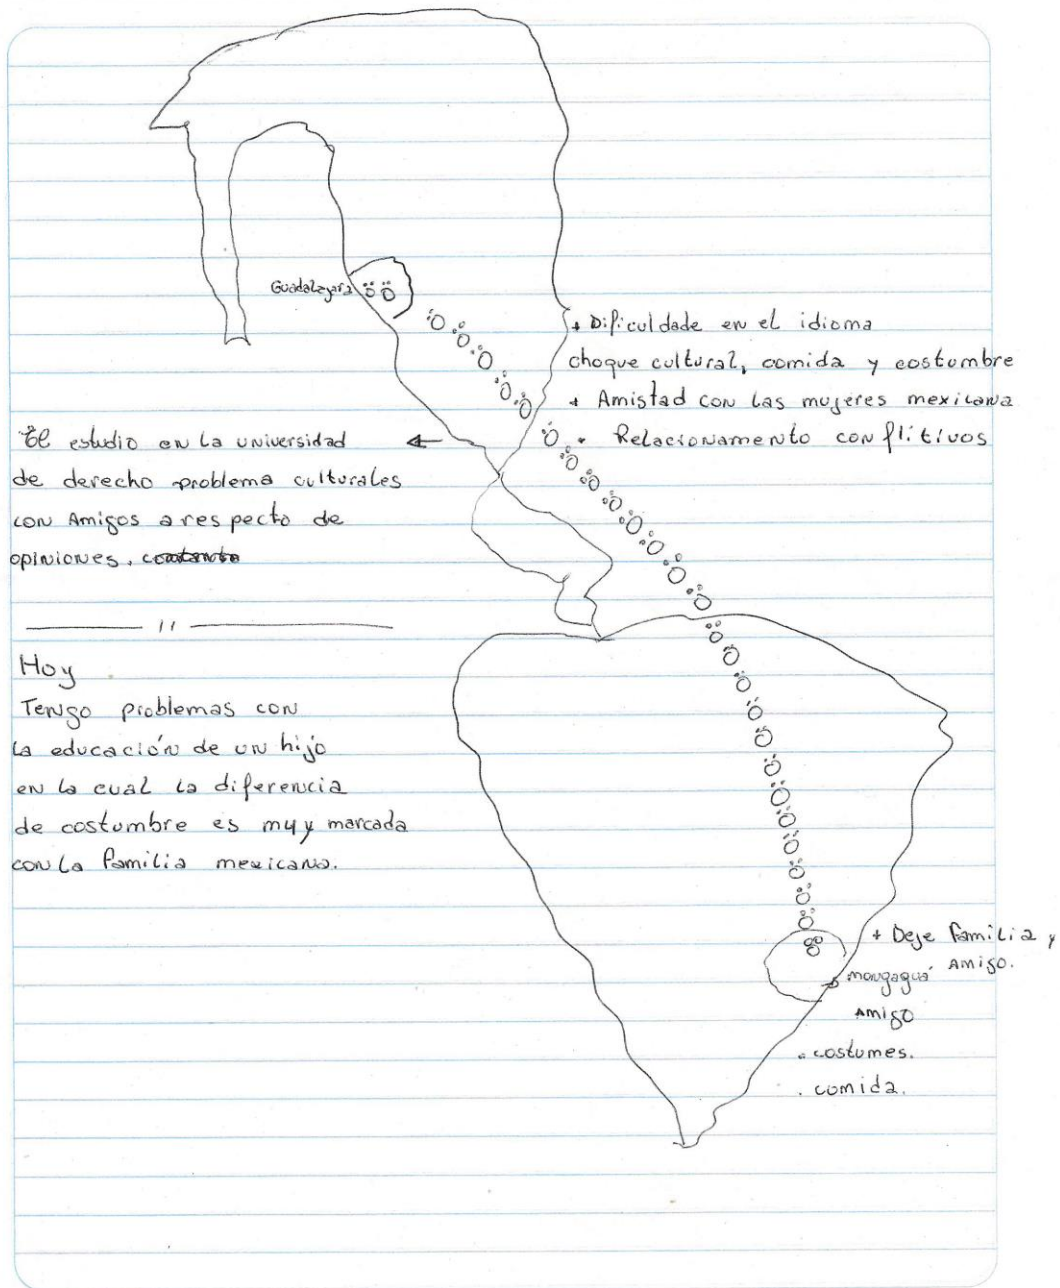 Guadalajara
+ Dificuldade en el idioma
choque cultural, comida y costumbre
+ Amistad con las mujeres mexicana
. Relacionamento conflitivos
El estudio en la universidad
de derecho problema culturales
con Amigos a respecto de
opiniones,
11
Hoy
Tengo problemas con
la educación de un hijo
en la cual la diferencia
de costumbre es muy marcada
con la familia mexicana.
+ Deje familia y
Amigo.
mongaguá
Amigo
. costumes.
. comida.